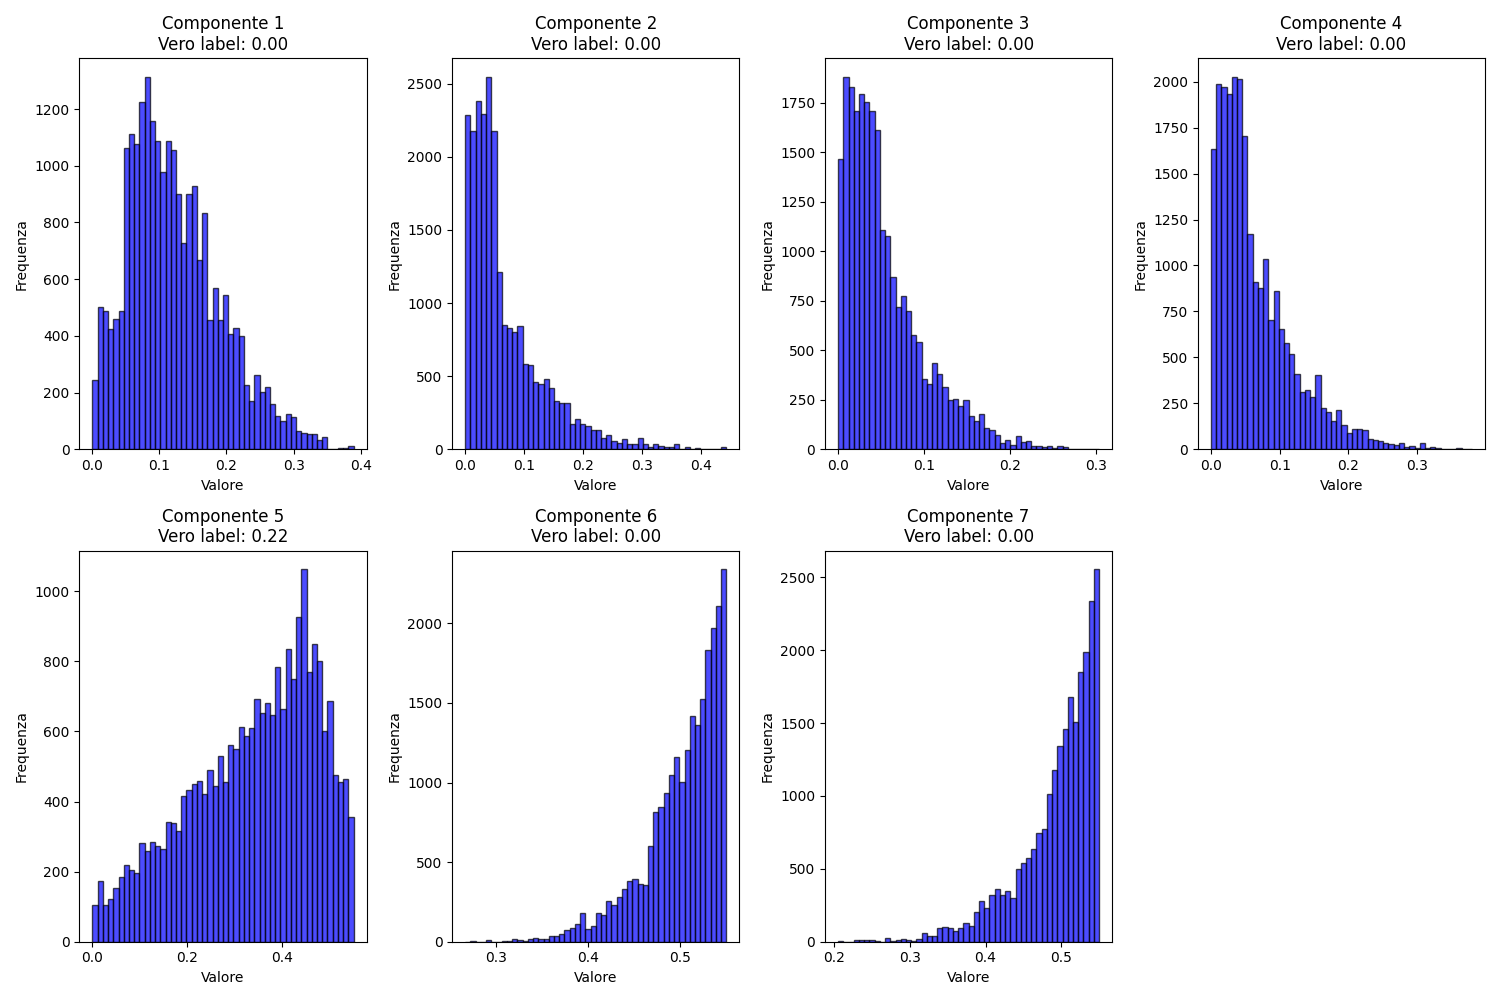 Componente 1
Vero label: 0.00
1200
1000
800
600
400
200
0
Frequenza
0.0 0.1 0.2 0.3 0.4
Valore
Componente 2
Vero label: 0.00
2500
2000
1500
1000
500
0
Frequenza
0.0 0.1 0.2 0.3 0.4
Valore
Componente 3
Vero label: 0.00
1750
1500
1250
1000
750
500
250
0
Frequenza
0.0 0.1 0.2 0.3
Valore
Componente 4
Vero label: 0.00
2000
1750
1500
1250
1000
750
500
250
0
Frequenza
0.0 0.1 0.2 0.3
Valore
Componente 5
Vero label: 0.22
1000
800
600
400
200
0
Frequenza
0.0 0.2 0.4
Valore
Componente 6
Vero label: 0.00
2000
1500
1000
500
0
Frequenza
0.3 0.4 0.5
Valore
Componente 7
Vero label: 0.00
2500
2000
1500
1000
500
0
Frequenza
0.2 0.3 0.4 0.5
Valore